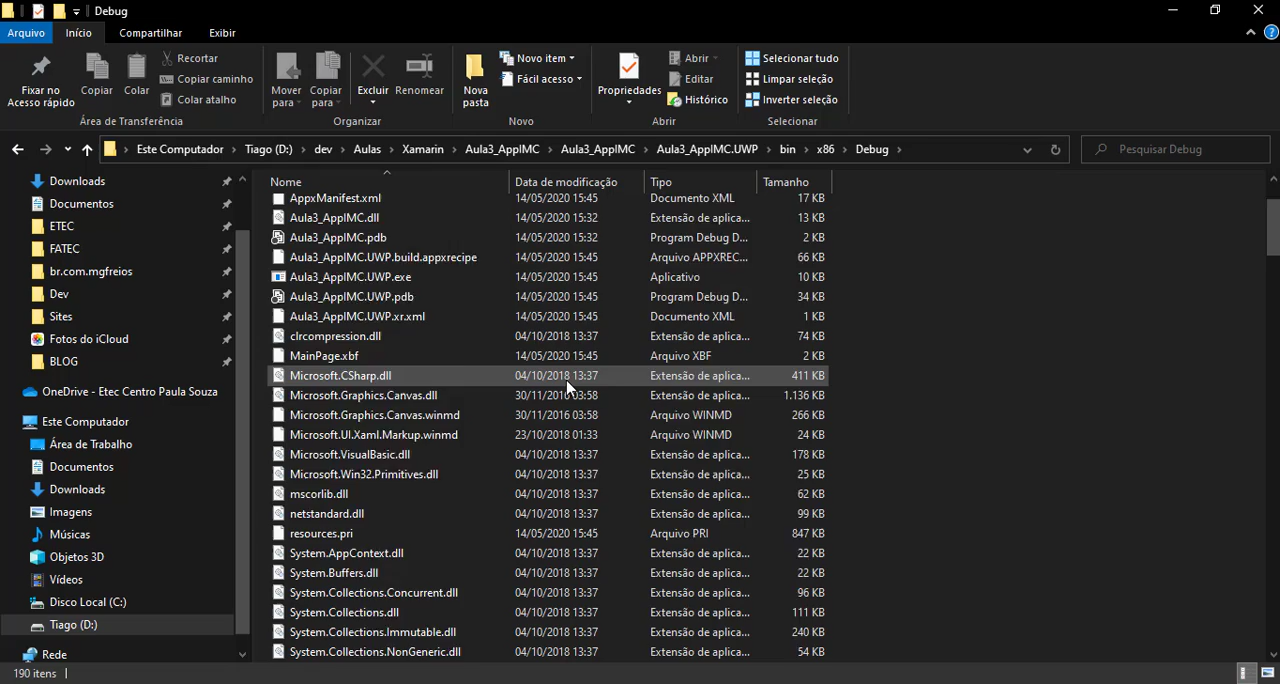 Debug
Arquivo Início Compartilhar Exibir
Fixar no Acesso rápido
Copiar
Colar
Recortar
Copiar caminho
Colar atalho
Área de Transferência
Mover para
Copiar para
Excluir
Renomear
Organizar
Nova pasta
Novo item
Fácil acesso
Novo
Propriedades
Abrir
Editar
Histórico
Abrir
Selecionar tudo
Limpar seleção
Inverter seleção
Selecionar
Este Computador > Tiago (D:) > dev > Aulas > Xamarin > Aula3_AppIMC > Aula3_AppIMC > Aula3_AppIMC.UWP > bin > x86 > Debug >
Pesquisar Debug
Downloads
Documentos
ETEC
FATEC
br.com.mgfreios
Dev
Sites
Fotos do iCloud
BLOG
OneDrive - Etec Centro Paula Souza
Este Computador
Área de Trabalho
Documentos
Downloads
Imagens
Músicas
Objetos 3D
Vídeos
Disco Local (C:)
Tiago (D:)
Rede
Nome Data de modificação Tipo Tamanho
AppxManifest.xml 14/05/2020 15:45 Documento XML 17 KB
Aula3_AppIMC.dll 14/05/2020 15:32 Extensão de aplica... 13 KB
Aula3_AppIMC.pdb 14/05/2020 15:32 Program Debug D... 2 KB
Aula3_AppIMC.UWP.build.appxrecipe 14/05/2020 15:45 Arquivo APPXREC... 66 KB
Aula3_AppIMC.UWP.exe 14/05/2020 15:45 Aplicativo 10 KB
Aula3_AppIMC.UWP.pdb 14/05/2020 15:45 Program Debug D... 34 KB
Aula3_AppIMC.UWP.xr.xml 14/05/2020 15:45 Documento XML 1 KB
clrcompression.dll 04/10/2018 13:37 Extensão de aplica... 74 KB
MainPage.xbf 14/05/2020 15:45 Arquivo XBF 2 KB
Microsoft.CSharp.dll 04/10/2018 13:37 Extensão de aplica... 411 KB
Microsoft.Graphics.Canvas.dll 30/11/2016 03:58 Extensão de aplica... 1.136 KB
Microsoft.Graphics.Canvas.winmd 30/11/2016 03:58 Arquivo WINMD 266 KB
Microsoft.UI.Xaml.Markup.winmd 23/10/2018 01:33 Arquivo WINMD 24 KB
Microsoft.VisualBasic.dll 04/10/2018 13:37 Extensão de aplica... 178 KB
Microsoft.Win32.Primitives.dll 04/10/2018 13:37 Extensão de aplica... 25 KB
mscorlib.dll 04/10/2018 13:37 Extensão de aplica... 62 KB
netstandard.dll 04/10/2018 13:37 Extensão de aplica... 99 KB
resources.pri 14/05/2020 15:45 Arquivo PRI 847 KB
System.AppContext.dll 04/10/2018 13:37 Extensão de aplica... 22 KB
System.Buffers.dll 04/10/2018 13:37 Extensão de aplica... 22 KB
System.Collections.Concurrent.dll 04/10/2018 13:37 Extensão de aplica... 96 KB
System.Collections.dll 04/10/2018 13:37 Extensão de aplica... 111 KB
System.Collections.Immutable.dll 04/10/2018 13:37 Extensão de aplica... 240 KB
System.Collections.NonGeneric.dll 04/10/2018 13:37 Extensão de aplica... 54 KB
190 itens